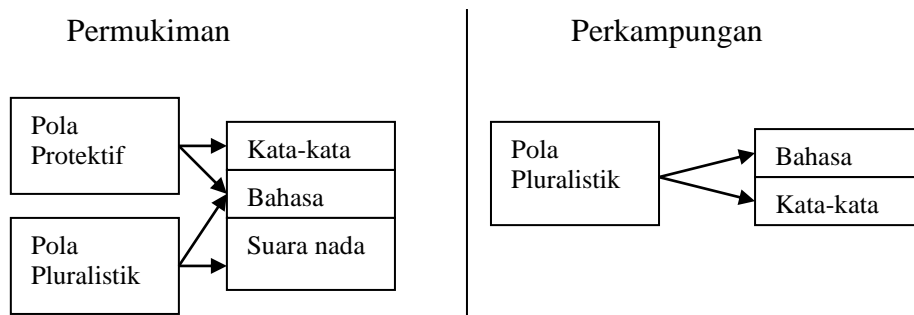 Permukiman
Pola
Protektif
Pola
Pluralistik
Kata-kata
Bahasa
Suara nada
Perkampungan
Pola
Pluralistik
Bahasa
Kata-kata